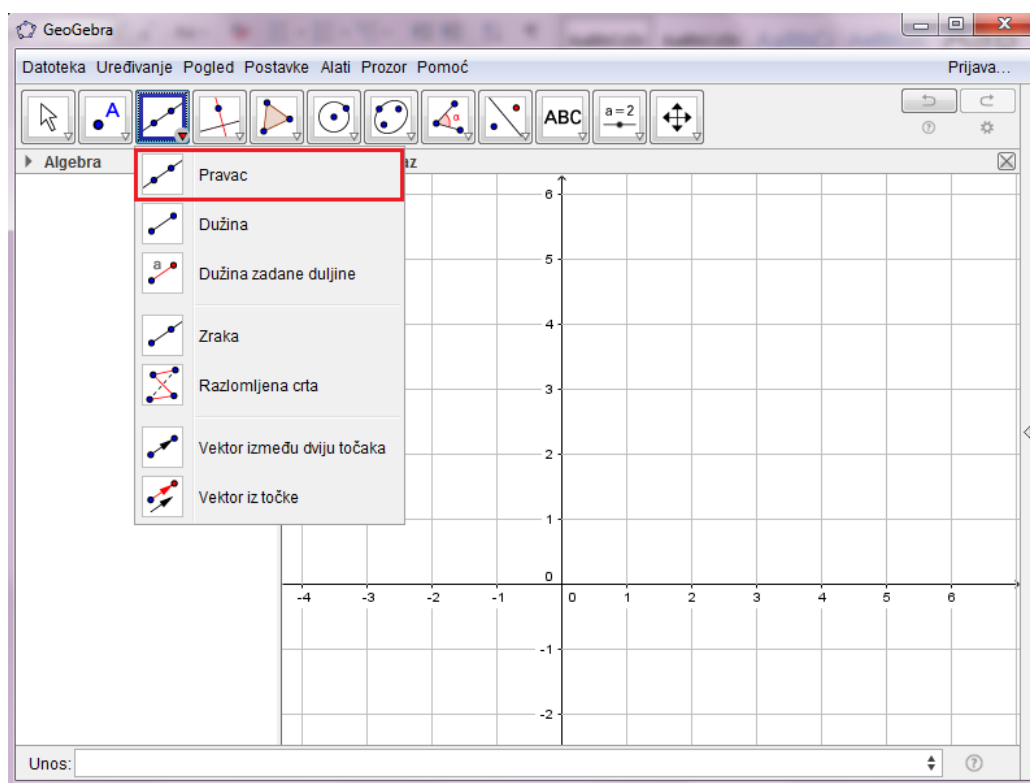 GeoGebra
Datoteka Uređivanje Pogled Postavke Alati Prozor Pomoć Prijava...
A α ABC a=2
Algebra az
Pravac
Dužina
a Dužina zadane duljine
Zraka
Razlomljena crta
Vektor između dviju točaka
Vektor iz točke
6
5
4
3
2
1
0
-4 -3 -2 -1 0 1 2 3 4 5 6
-1
-2
Unos: